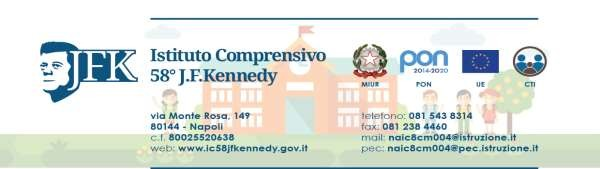 JFK
Istituto Comprensivo
58° J.F.Kennedy
MIUR
pon
2014-2020
PON
UE
CTI
via Monte Rosa, 149
80144 - Napoli
c.f. 80025520638
web: www.ic58jfkennedy.gov.it
telefono: 081 543 8314
fax: 081 238 4460
mail: naic8cm004@istruzione.it
pec: naic8cm004@pec.istruzione.it